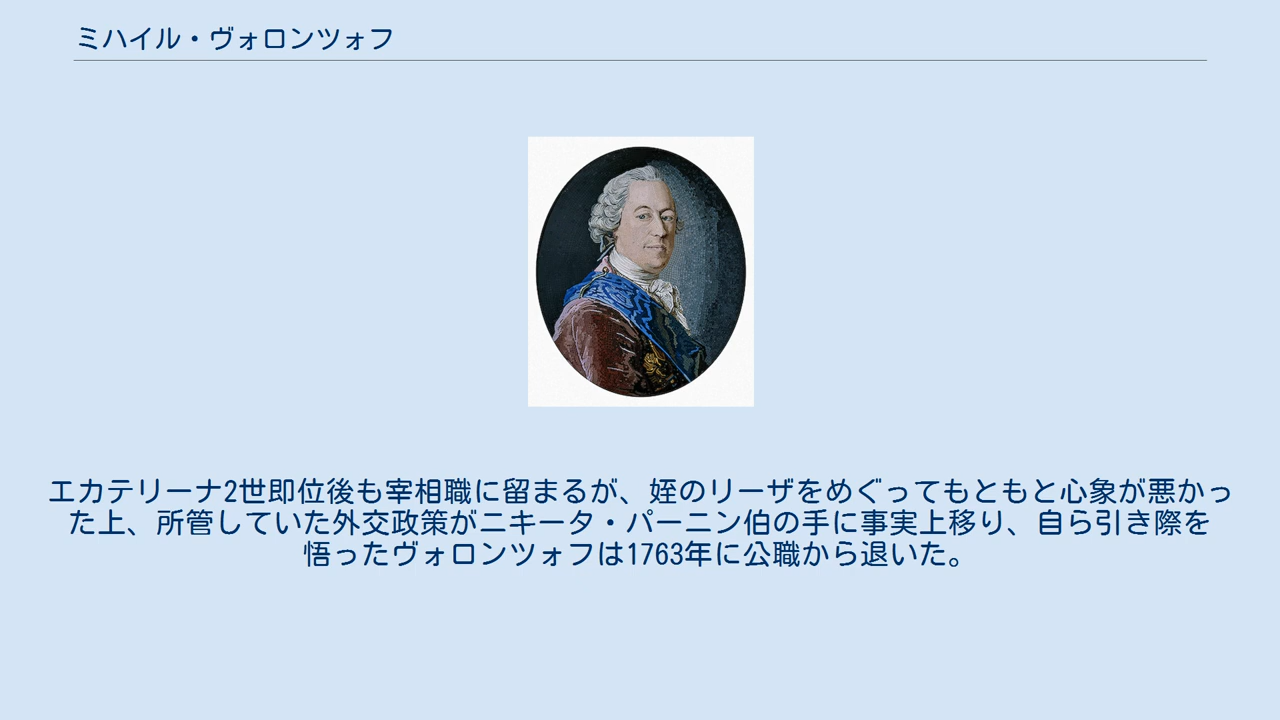 ミハイル・ヴォロンツォフ
エカテリーナ2世即位後も宰相職に留まるが、姪のリーザをめぐってもともと心象が悪かっ
た上、所管していた外交政策がニキータ・パーニン伯の手に事実上移り、自ら引き際を
悟ったヴォロンツォフは1763年に公職から退いた。